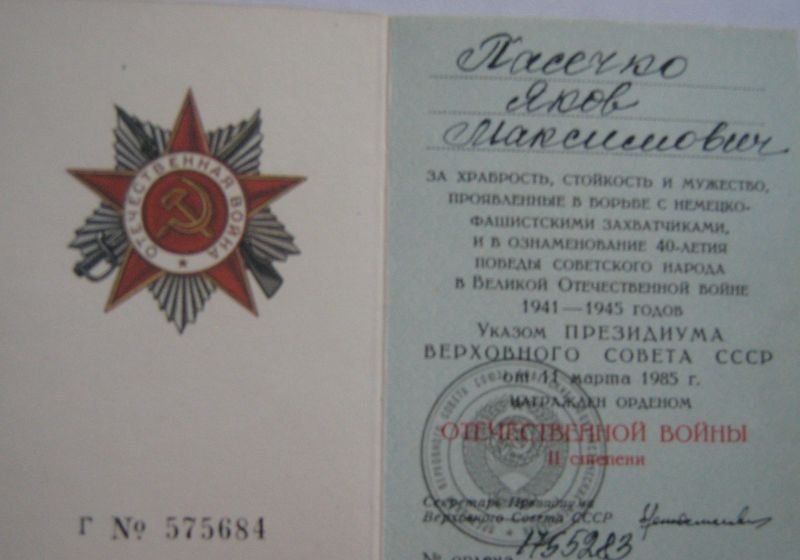 ОТЕЧЕСТВЕННАЯ ВОЙНА
Г № 575684
Пасечко
Яков
Максимович
ЗА ХРАБРОСТЬ, СТОЙКОСТЬ И МУЖЕСТВО,
ПРОЯВЛЕННЫЕ В БОРЬБЕ С НЕМЕЦКО-
ФАШИСТСКИМИ ЗАХВАТЧИКАМИ,
И В ОЗНАМЕНОВАНИЕ 40-ЛЕТИЯ
ПОБЕДЫ СОВЕТСКОГО НАРОДА
В ВЕЛИКОЙ ОТЕЧЕСТВЕННОЙ ВОЙНЕ
1941—1945 ГОДОВ
УКАЗОМ ПРЕЗИДИУМА
ВЕРХОВНОГО СОВЕТА СССР
от 11 марта 1985 г.
НАГРАЖДЕН ОРДЕНОМ
ОТЕЧЕСТВЕННОЙ ВОЙНЫ
II степени
Секретарь Президиума
Верховного Совета СССР
№ ордена 1755283